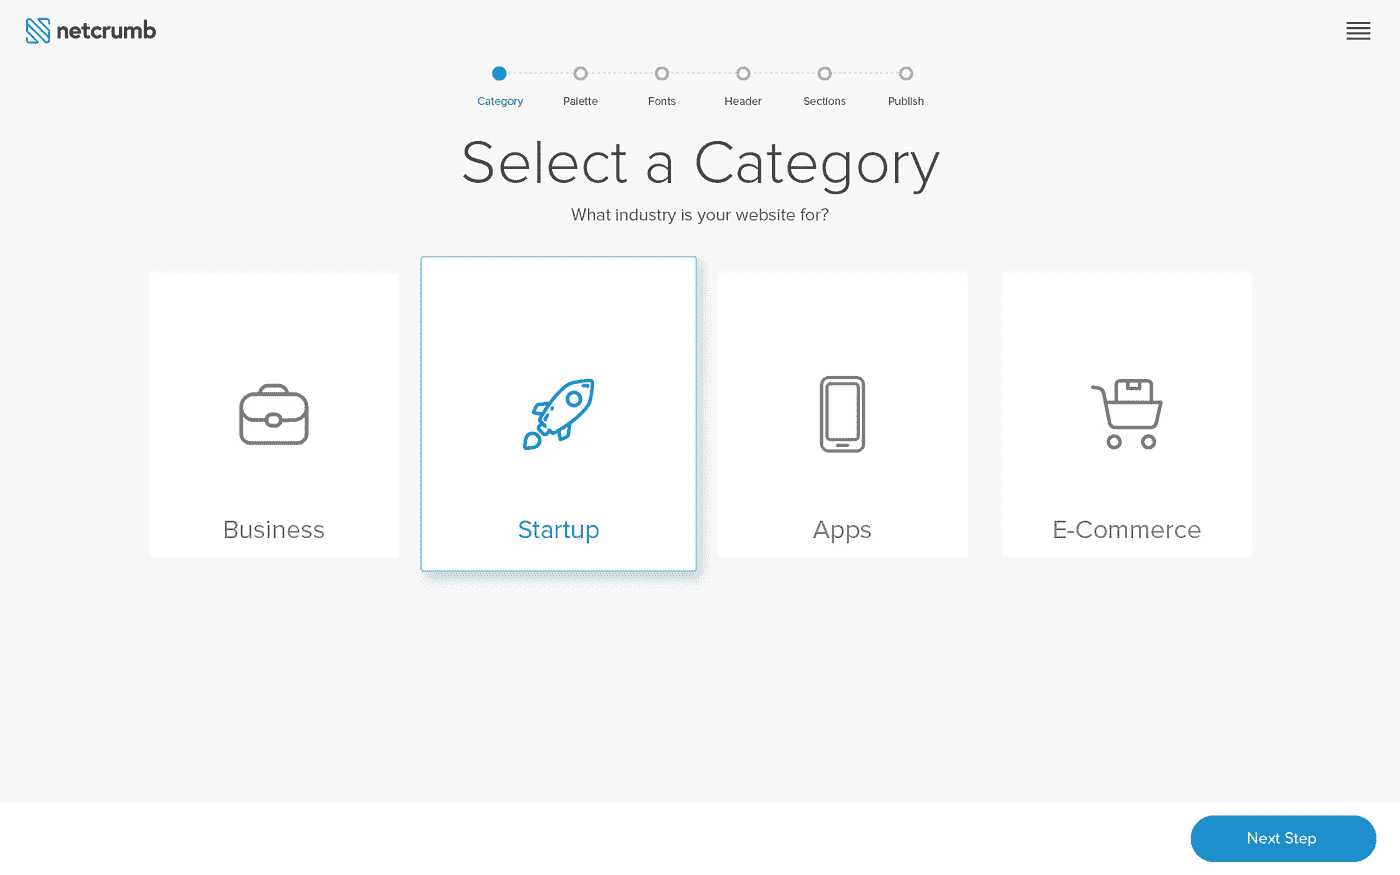 netcrumb
Category Palette Fonts Header Sections Publish
Select a Category
What industry is your website for?
Business Startup Apps E-Commerce
Next Step